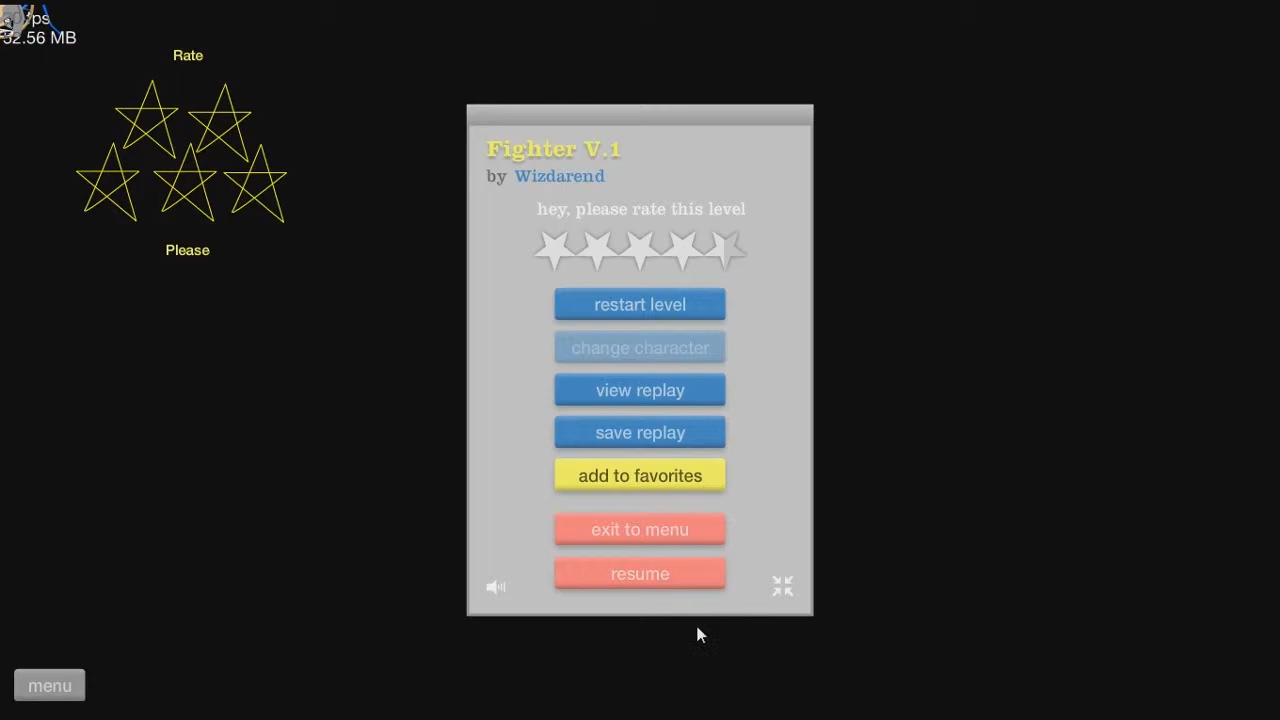 52.56 MB
Rate
Please
Fighter V.1
by Wizdarend
hey, please rate this level
restart level
change character
view replay
save replay
add to favorites
exit to menu
resume
menu